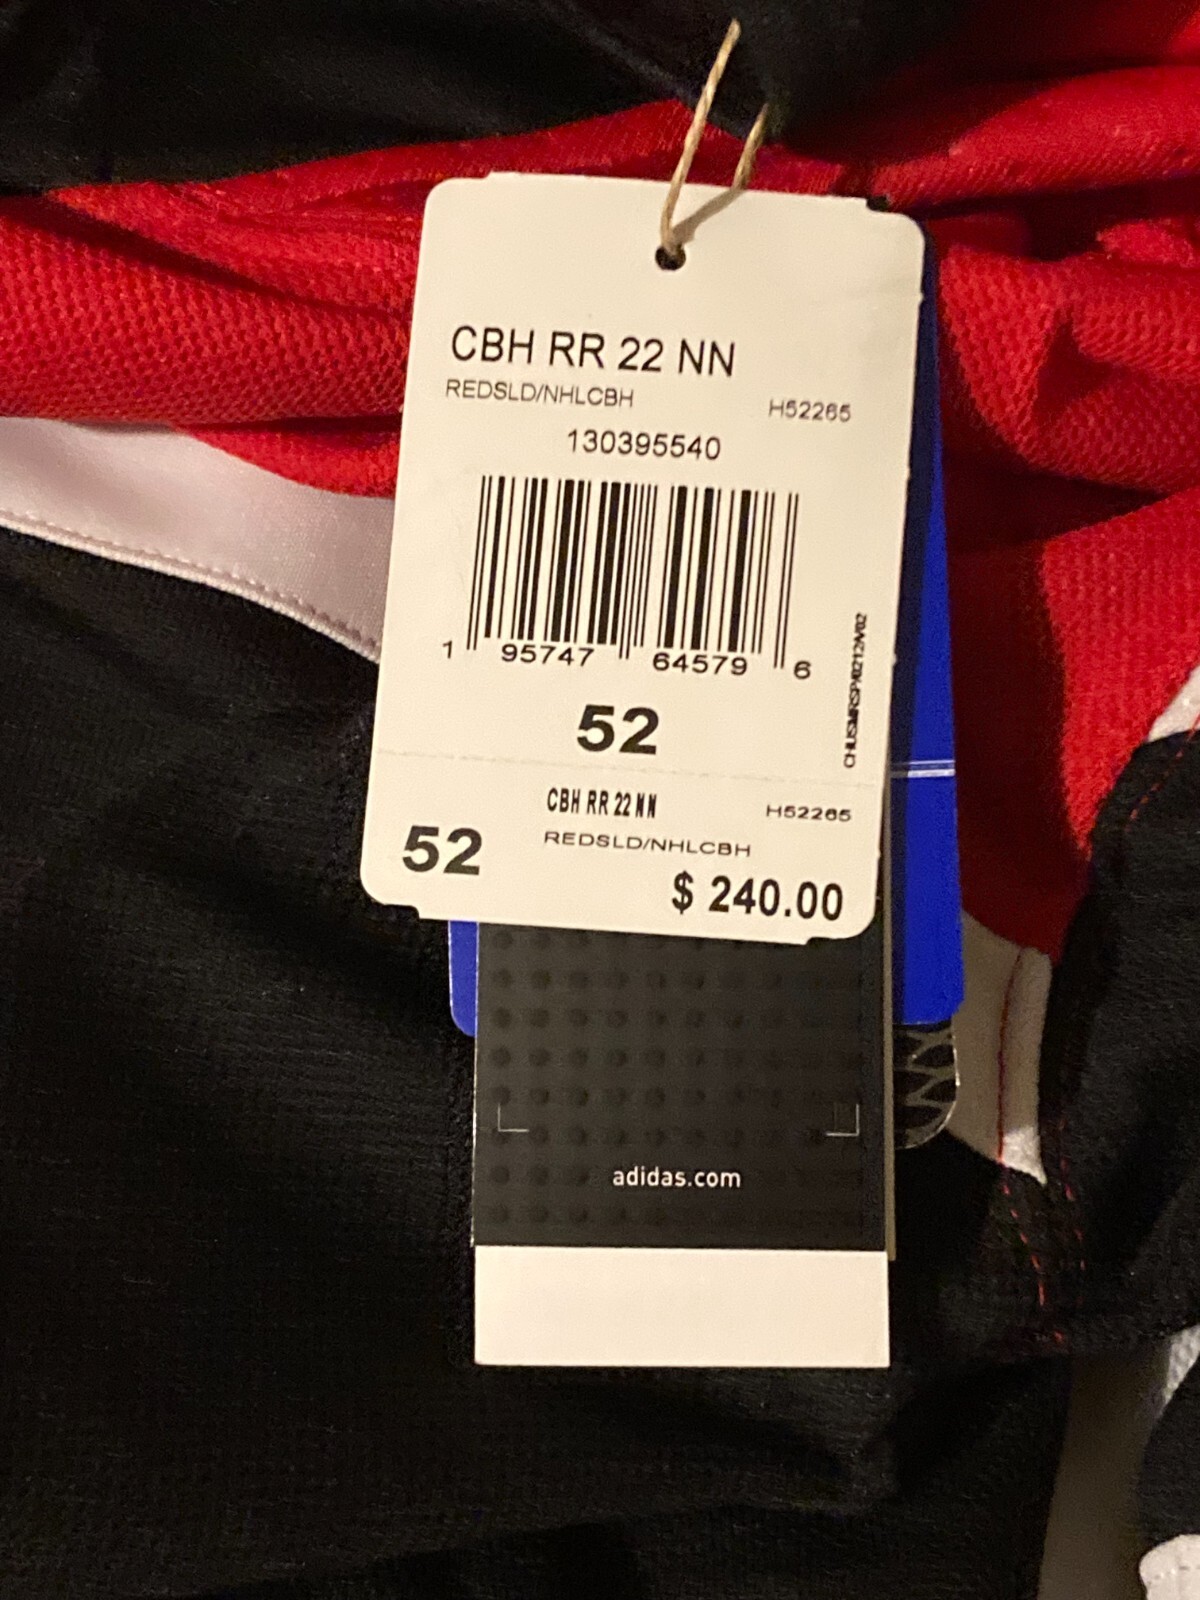 CBH RR 22 NN
REDSLD/NHLCBH H52265
130395540
1 95747 64579 6
52
CBH RR 22 NN H52265
52 REDSLD/NHLCBH
$ 240.00
adidas.com